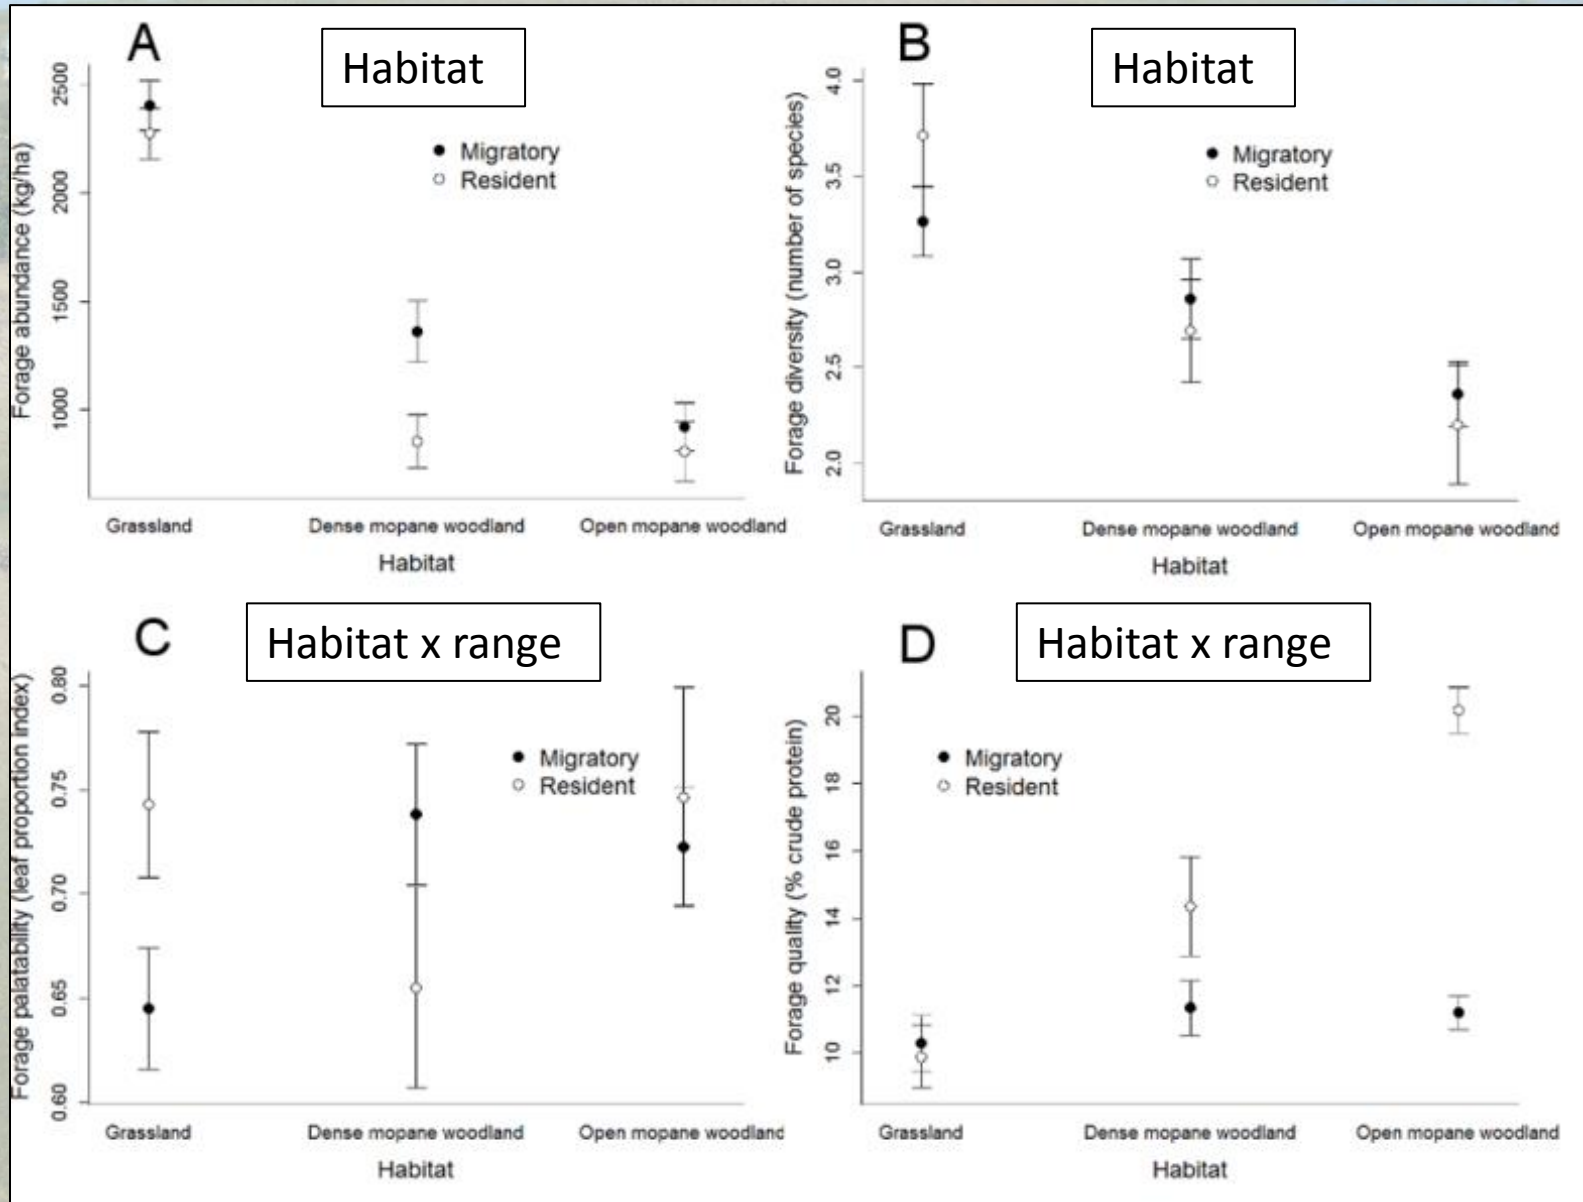 A
Habitat
Forage abundance (kg/ha)
2500
2000
1500
1000
Migratory
Resident
Grassland
Dense mopane woodland
Open mopane woodland
Habitat
B
Habitat
Forage diversity (number of species)
4.0
3.5
3.0
2.5
2.0
Migratory
Resident
Grassland
Dense mopane woodland
Open mopane woodland
Habitat
C
Habitat x range
Forage palatability (leaf proportion index)
0.80
0.75
0.70
0.65
0.60
Migratory
Resident
Grassland
Dense mopane woodland
Open mopane woodland
Habitat
D
Habitat x range
Forage quality (% crude protein)
20
18
16
14
12
10
Migratory
Resident
Grassland
Dense mopane woodland
Open mopane woodland
Habitat